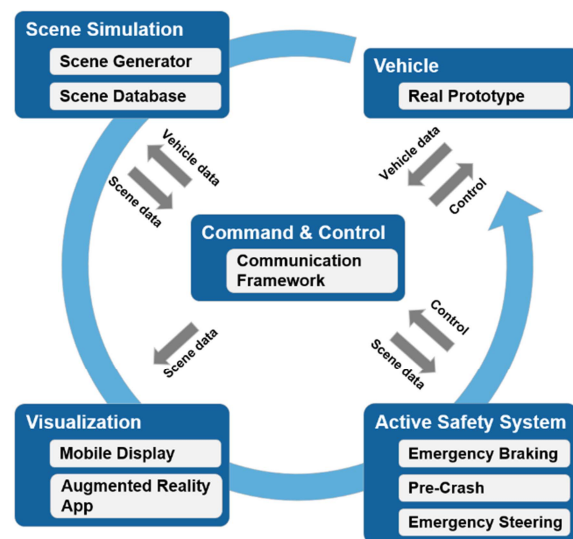 Scene Simulation
Scene Generator
Scene Database
Vehicle
Real Prototype
Vehicle data
Scene data
Vehicle data
Control
Command & Control
Communication
Framework
Scene data
Control
Scene data
Visualization
Mobile Display
Augmented Reality
App
Active Safety System
Emergency Braking
Pre-Crash
Emergency Steering